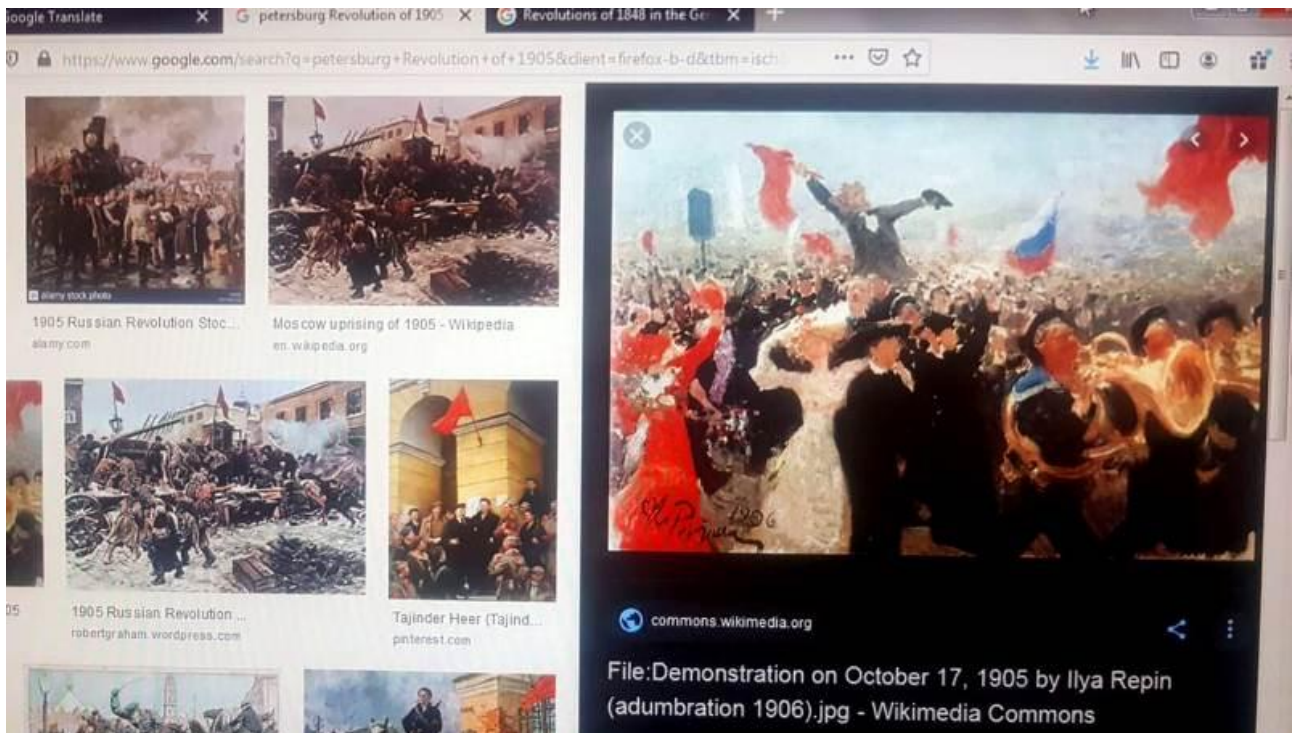 Google Translate
petersburg Revolution of 1905
Revolutions of 1848 in the Ge
https://www.google.com/search?q=petersburg+Revolution+of+1905&client=firefox-b-d&tbm=isch
alamy stock photo
1905 Russian Revolution Stoc...
alamy.com
Moscow uprising of 1905 - Wikipedia
en.wikipedia.org
05
1905 Russian Revolution ...
robertgraham.wordpress.com
Tajinder Heer (Tajind...
pinterest.com
1906
commons.wikimedia.org
File:Demonstration on October 17, 1905 by Ilya Repin
(adumbration 1906).jpg - Wikimedia Commons